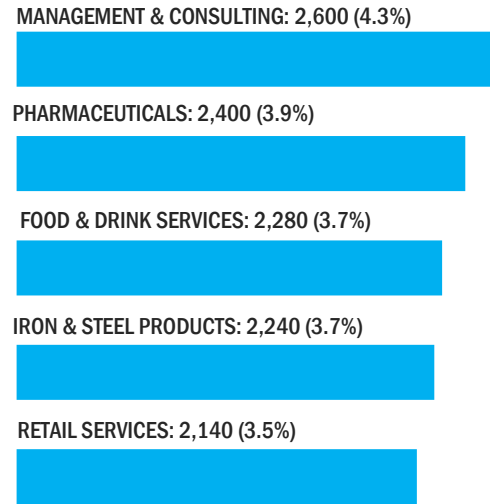 MANAGEMENT & CONSULTING: 2,600 (4.3%)
PHARMACEUTICALS: 2,400 (3.9%)
FOOD & DRINK SERVICES: 2,280 (3.7%)
IRON & STEEL PRODUCTS: 2,240 (3.7%)
RETAIL SERVICES: 2,140 (3.5%)